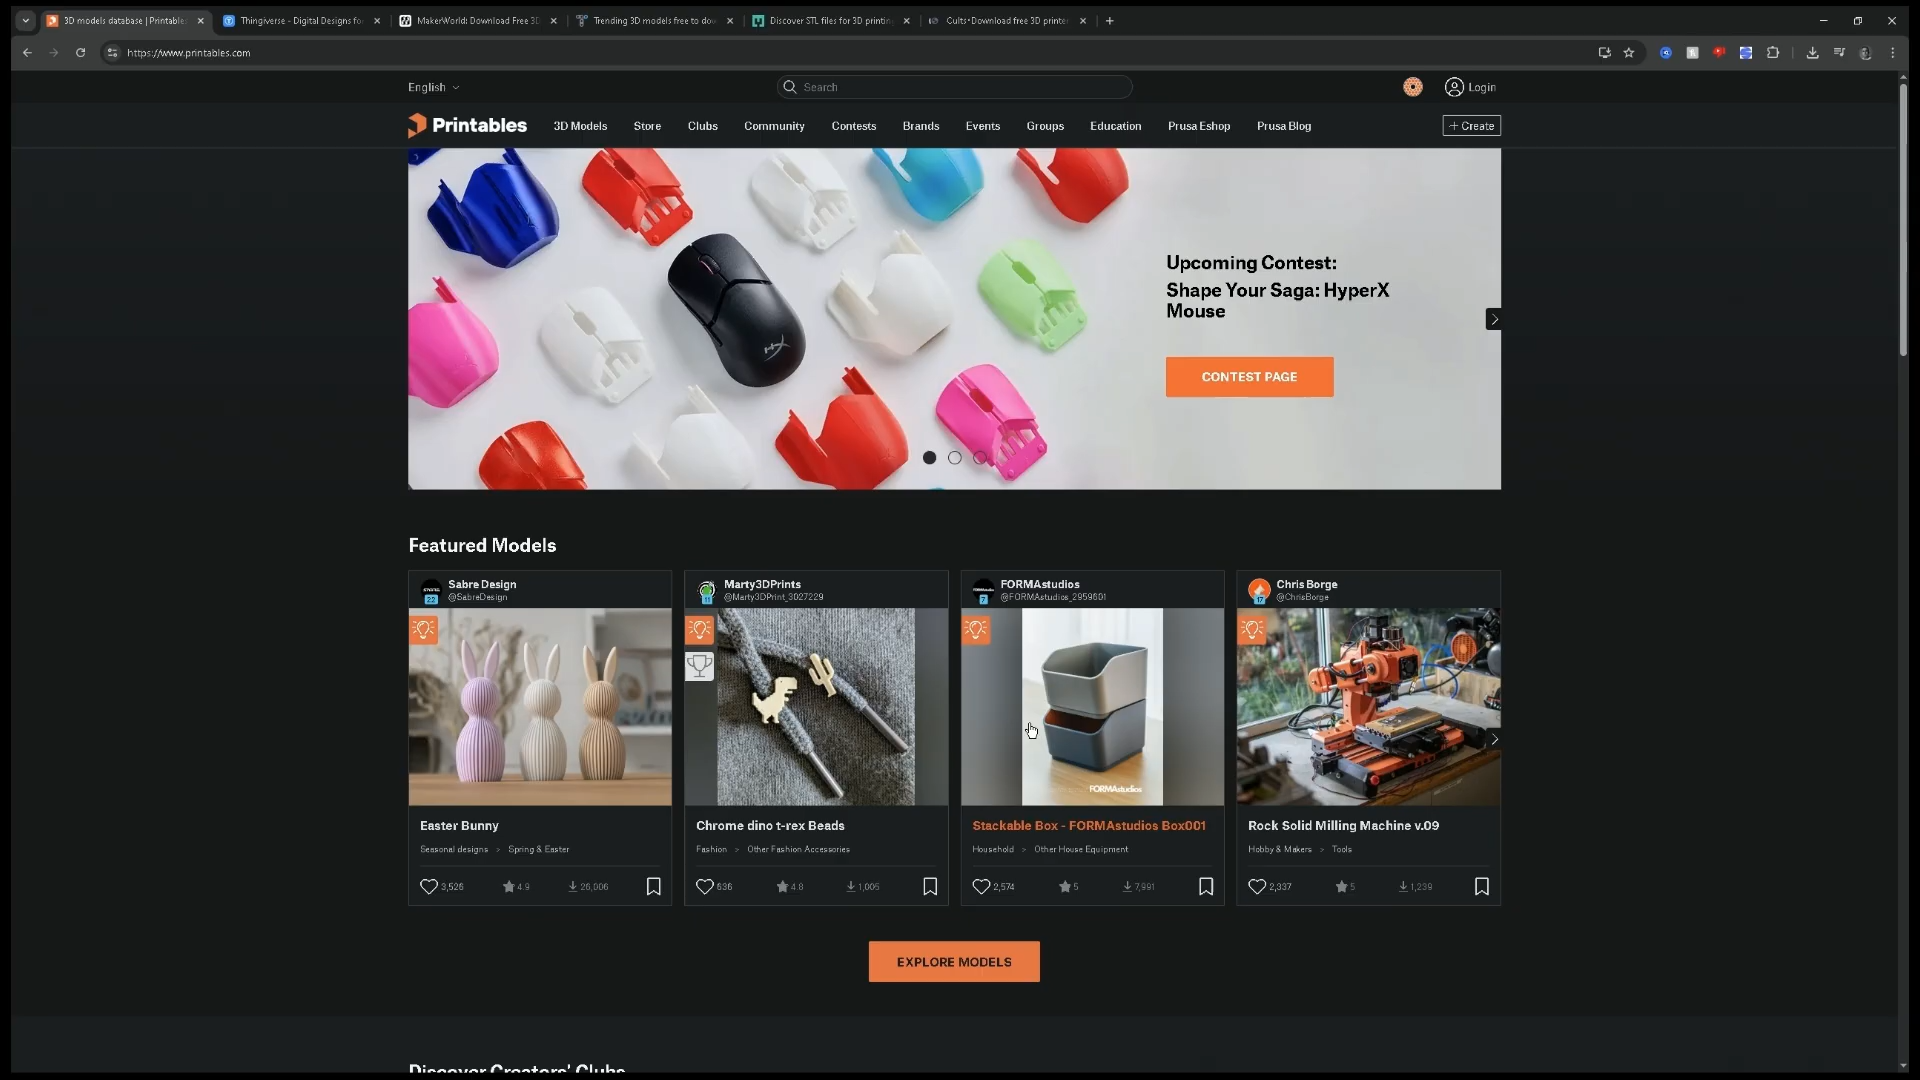 3D models database | Printable
Thingiverse - Digital Designs fo
MakerWorld: Download Free 3D
Trending 3D models free to dow
Discover STL files for 3D printin
Cults・Download free 3D printe
https://www.printables.com
English
Search
Login
Printables
3D Models
Store
Clubs
Community
Contests
Brands
Events
Groups
Education
Prusa Eshop
Prusa Blog
+ Create
Upcoming Contest:
Shape Your Saga: HyperX
Mouse
CONTEST PAGE
Featured Models
Sabre Design
@SabreDesign
Marty3DPrints
@Marty3DPrint_3027229
FORMAstudios
@FORMAstudios_2959601
Chris Borge
@ChrisBorge
FORMAstudios
Easter Bunny
Seasonal designs > Spring & Easter
3,526 4.9 26,006
Chrome dino t-rex Beads
Fashion > Other Fashion Accessories
636 4.8 1,006
Stackable Box - FORMAstudios Box001
Household > Other House Equipment
2,574 5 7,991
Rock Solid Milling Machine v.09
Hobby & Makers > Tools
2,337 5 1,239
EXPLORE MODELS
Discover Creators' Clubs